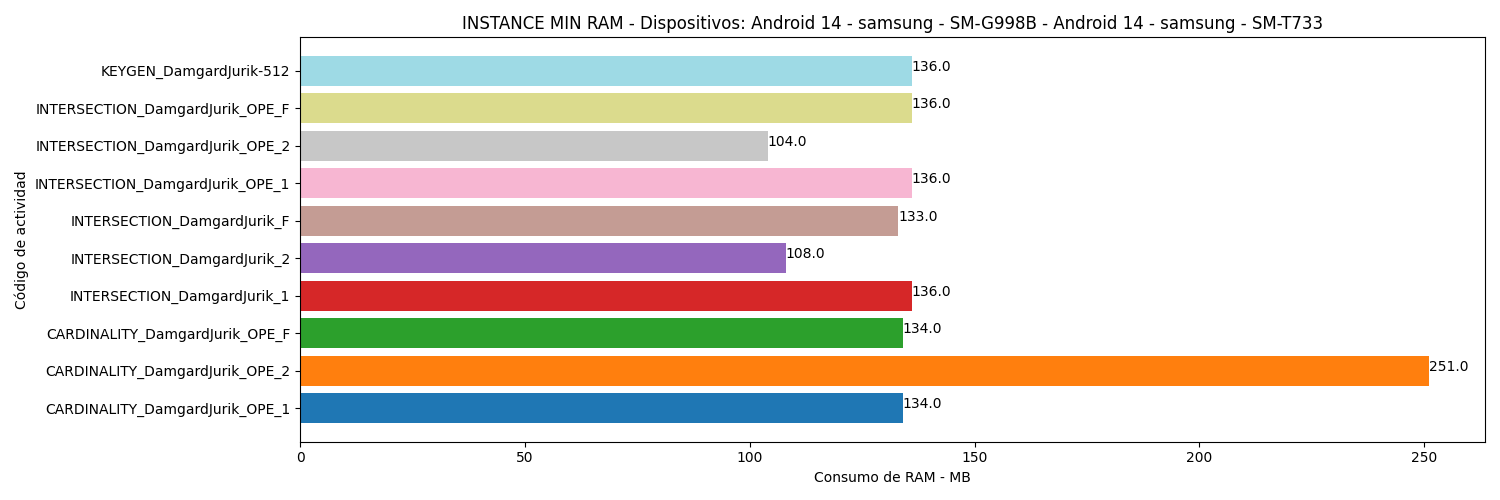 INSTANCE MIN RAM - Dispositivos: Android 14 - samsung - SM-G998B - Android 14 - samsung - SM-T733
Código de actividad
KEYGEN_DamgardJurik-512 136.0
INTERSECTION_DamgardJurik_OPE_F 136.0
INTERSECTION_DamgardJurik_OPE_2 104.0
INTERSECTION_DamgardJurik_OPE_1 136.0
INTERSECTION_DamgardJurik_F 133.0
INTERSECTION_DamgardJurik_2 108.0
INTERSECTION_DamgardJurik_1 136.0
CARDINALITY_DamgardJurik_OPE_F 134.0
CARDINALITY_DamgardJurik_OPE_2 251.0
CARDINALITY_DamgardJurik_OPE_1 134.0
0 50 100 150 200 250
Consumo de RAM - MB